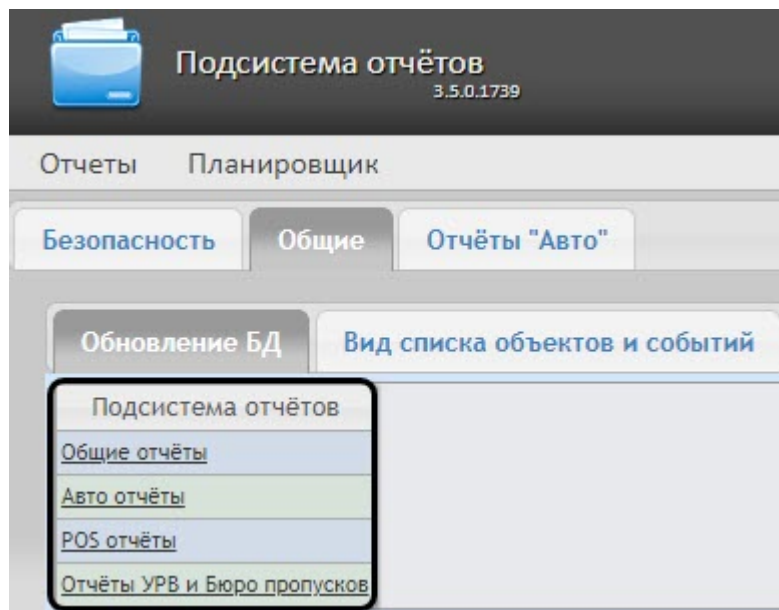 Подсистема отчётов
3.5.0.1739
Отчеты Планировщик
Безопасность Общие Отчёты "Авто"
Обновление БД Вид списка объектов и событий
Подсистема отчётов
Общие отчёты
Авто отчёты
POS отчёты
Отчёты УРВ и Бюро пропусков